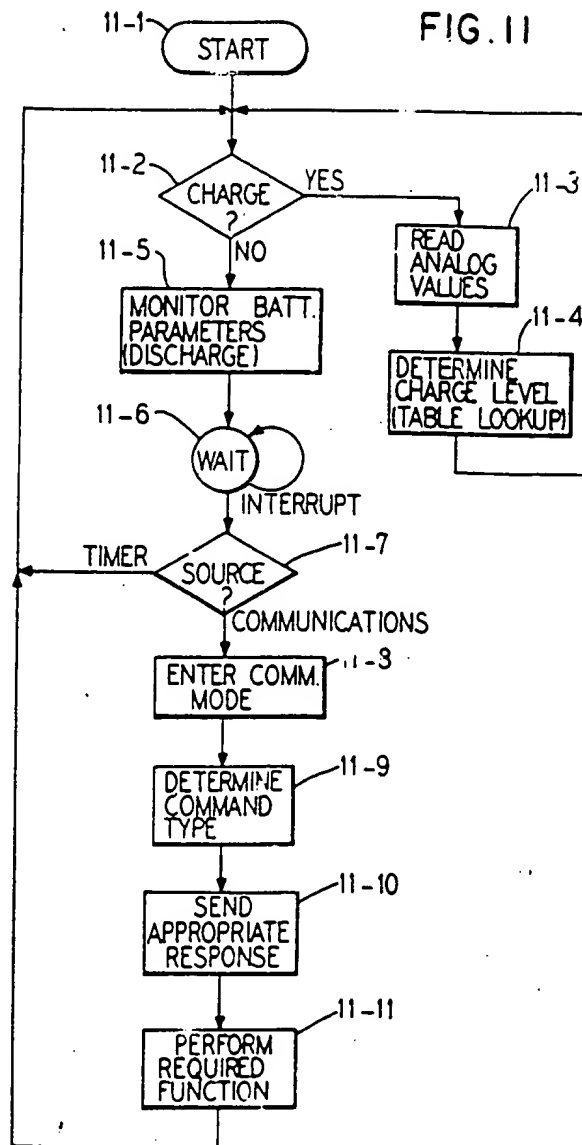 FIG.11
11-1
START
11-2
CHARGE
?
YES
NO
11-3
READ
ANALOG
VALUES
11-4
DETERMINE
CHARGE LEVEL
(TABLE LOOKUP)
11-5
MONITOR BATT.
PARAMETERS
(DISCHARGE)
11-6
WAIT
INTERRUPT
TIMER
11-7
SOURCE
?
COMMUNICATIONS
ENTER COMM.
MODE
11-9
DETERMINE
COMMAND
TYPE
11-10
SEND
APPROPRIATE
RESPONSE
11-11
PERFORM
REQUIRED
FUNCTION